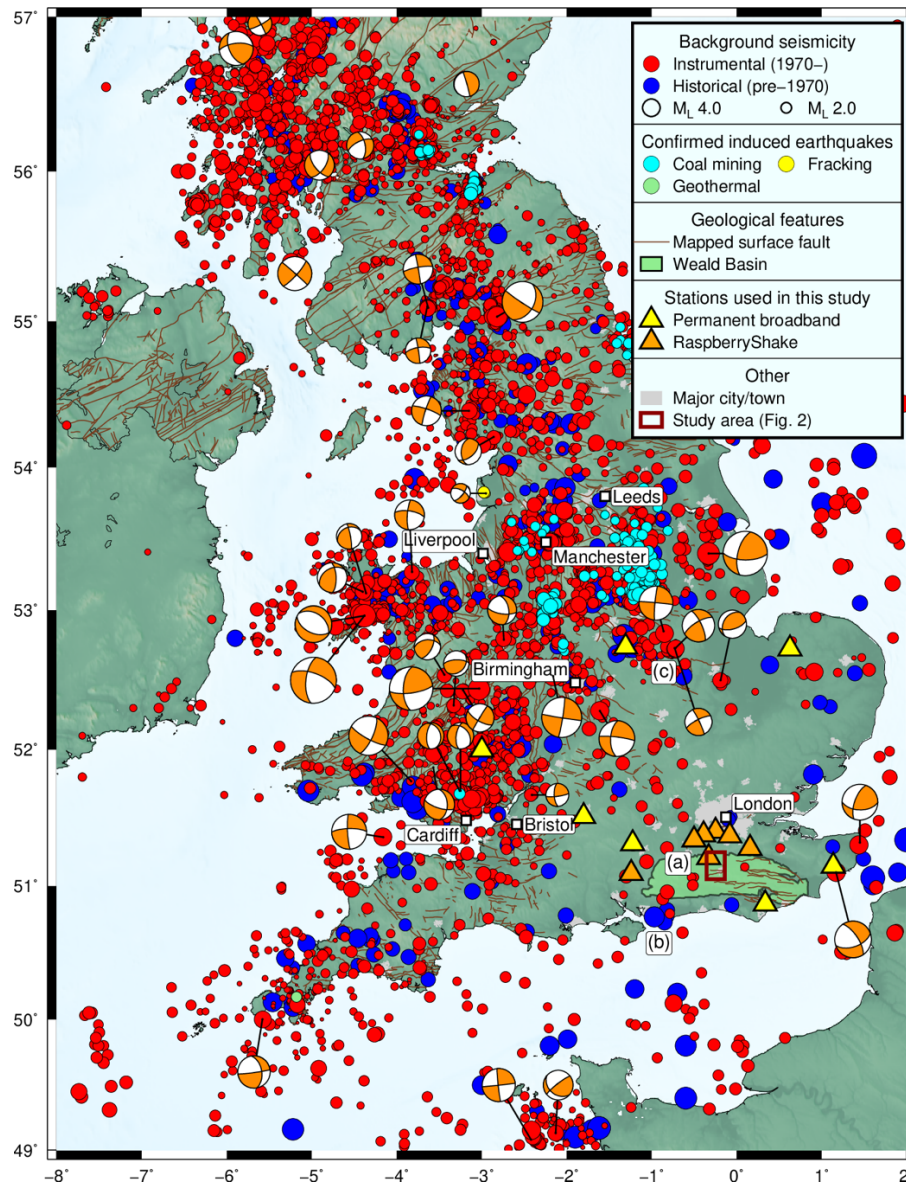 57˚
56˚
55˚
54˚
53˚
52˚
51˚
50˚
49˚
Background seismicity
Instrumental (1970−)
Historical (pre−1970)
M_L 4.0 M_L 2.0
Confirmed induced earthquakes
Coal mining Fracking
Geothermal
Geological features
Mapped surface fault
Weald Basin
Stations used in this study
Permanent broadband
RaspberryShake
Other
Major city/town
Study area (Fig. 2)
Leeds
Liverpool
Manchester
Birmingham
(c)
London
Cardiff
Bristol
(a)
(b)
−8˚ −7˚ −6˚ −5˚ −4˚ −3˚ −2˚ −1˚ 0˚ 1˚ 2˚